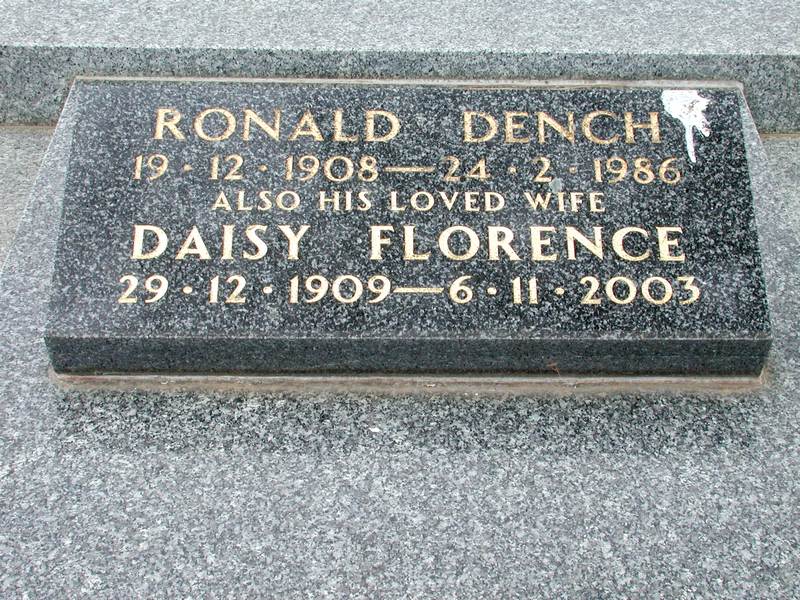 RONALD DENCH
19·12·1908—24·2·1986
ALSO HIS LOVED WIFE
DAISY FLORENCE
29·12·1909—6·11·2003